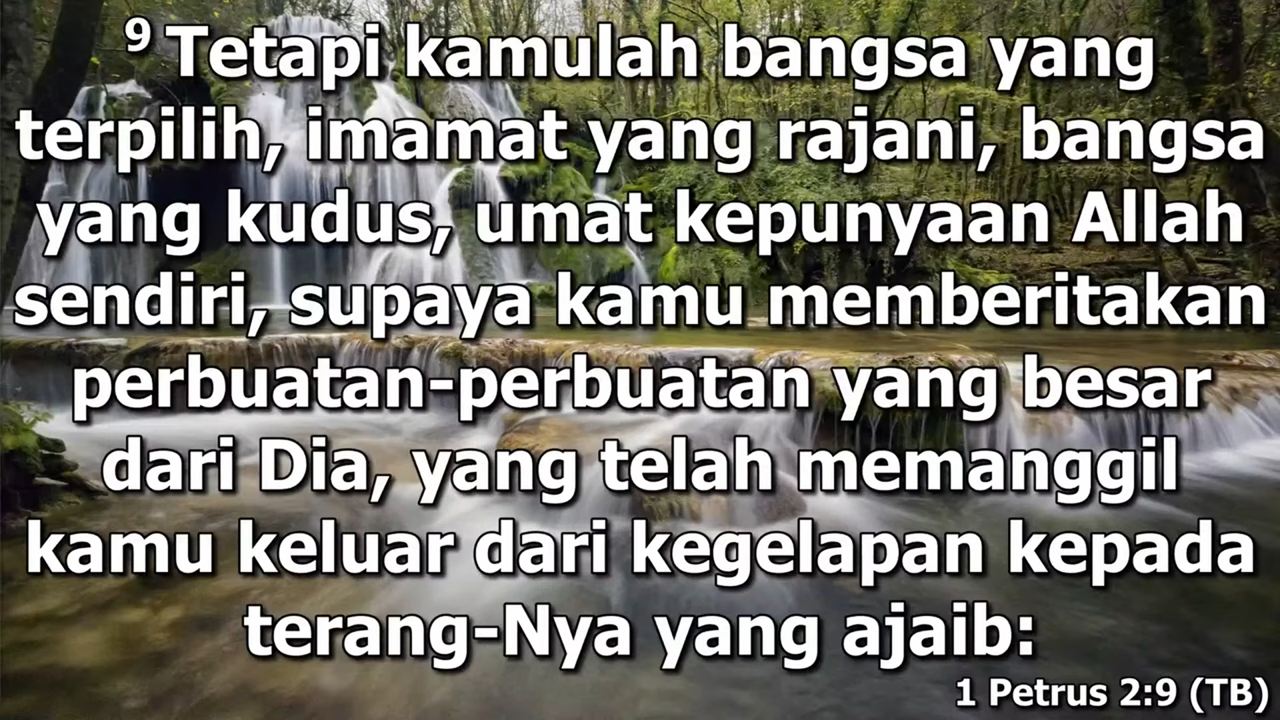 9 Tetapi kamulah bangsa yang
terpilih, imamat yang rajani, bangsa
yang kudus, umat kepunyaan Allah
sendiri, supaya kamu memberitakan
perbuatan-perbuatan yang besar
dari Dia, yang telah memanggil
kamu keluar dari kegelapan kepada
terang-Nya yang ajaib:
1 Petrus 2:9 (TB)